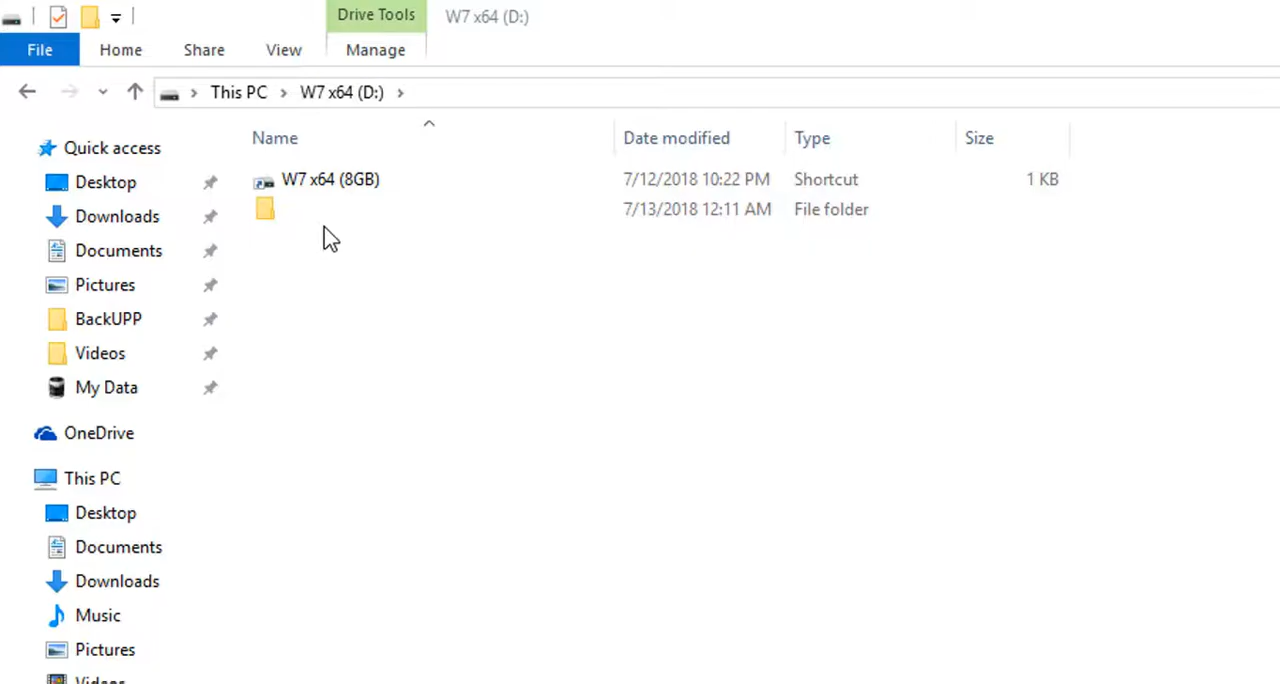 Drive Tools W7 x64 (D:)
File Home Share View Manage
This PC W7 x64 (D:)
Name Date modified Type Size
Quick access
W7 x64 (8GB) 7/12/2018 10:22 PM Shortcut 1 KB
Desktop
7/13/2018 12:11 AM File folder
Downloads
Documents
Pictures
BackUPP
Videos
My Data
OneDrive
This PC
Desktop
Documents
Downloads
Music
Pictures
Videos